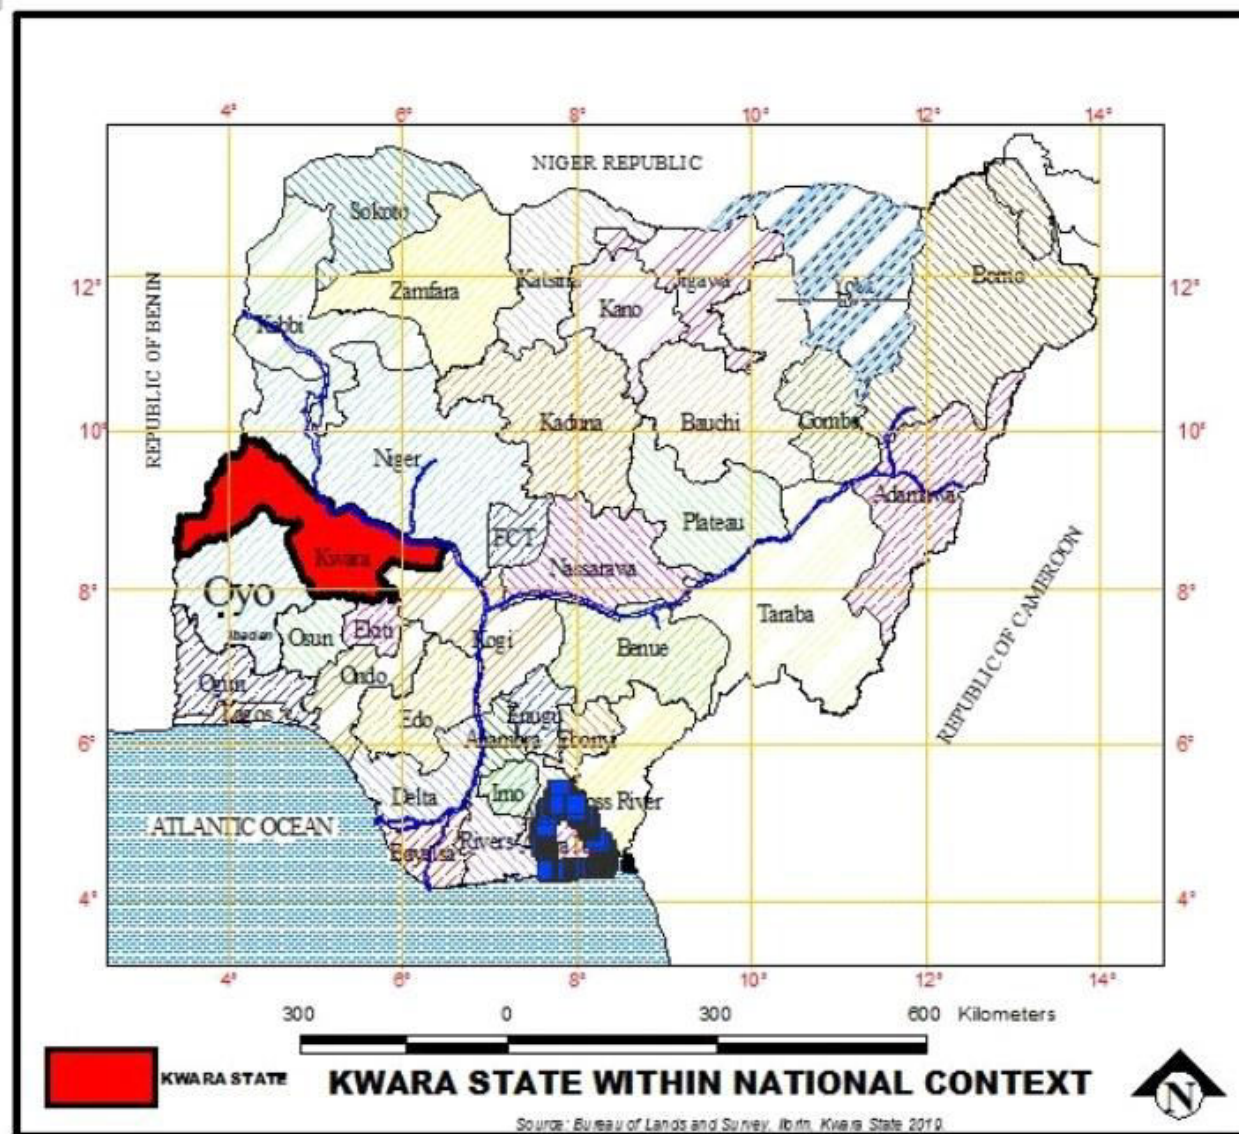 4° 6° 8° 10° 12° 14°
NIGER REPUBLIC
Sokoto
Borno
12° Zamfara Katsina Jigawa 12°
Kano
Kebbi
REPUBLIC OF BENIN
10° Kaduna Bauchi Gombe 10°
Niger
Adamawa
Plateau
FCT
Kwara Nassarawa
8° Oyo 8°
Taraba
REPUBLIC OF CAMEROON
Ibadan Osun Ekiti Kogi Benue
Ogun Ondo
Lagos Edo Enugu
6° Anambra Ebonyi 6°
Delta Imo oss River
ATLANTIC OCEAN
Rivers
Bayelsa
4° 4°
4° 6° 8° 10° 12° 14°
300 0 300 600 Kilometers
KWARA STATE KWARA STATE WITHIN NATIONAL CONTEXT
N
Source: Bureau of Lands and Survey, Ilorin, Kwara State 2010.